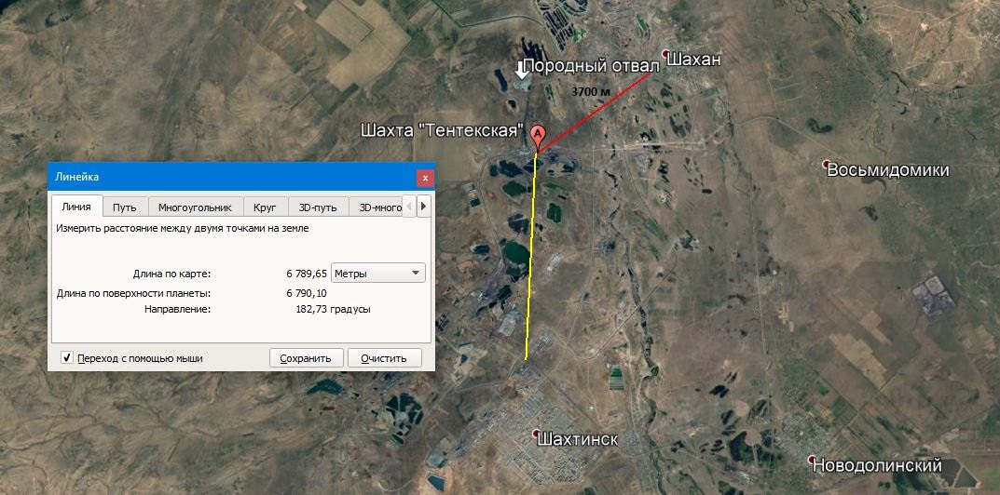 Породный отвал
Шахан
3700 м
Шахта "Тентекская"
A
Восьмидомики
Линейка
x
Линия
Путь
Многоугольник
Круг
3D-путь
3D-много
Измерить расстояние между двумя точками на земле
Длина по карте: 6 789,65 Метры
Длина по поверхности планеты: 6 790,10
Направление: 182,73 градусы
Переход с помощью мыши
Сохранить
Очистить
Шахтинск
Новодолинский